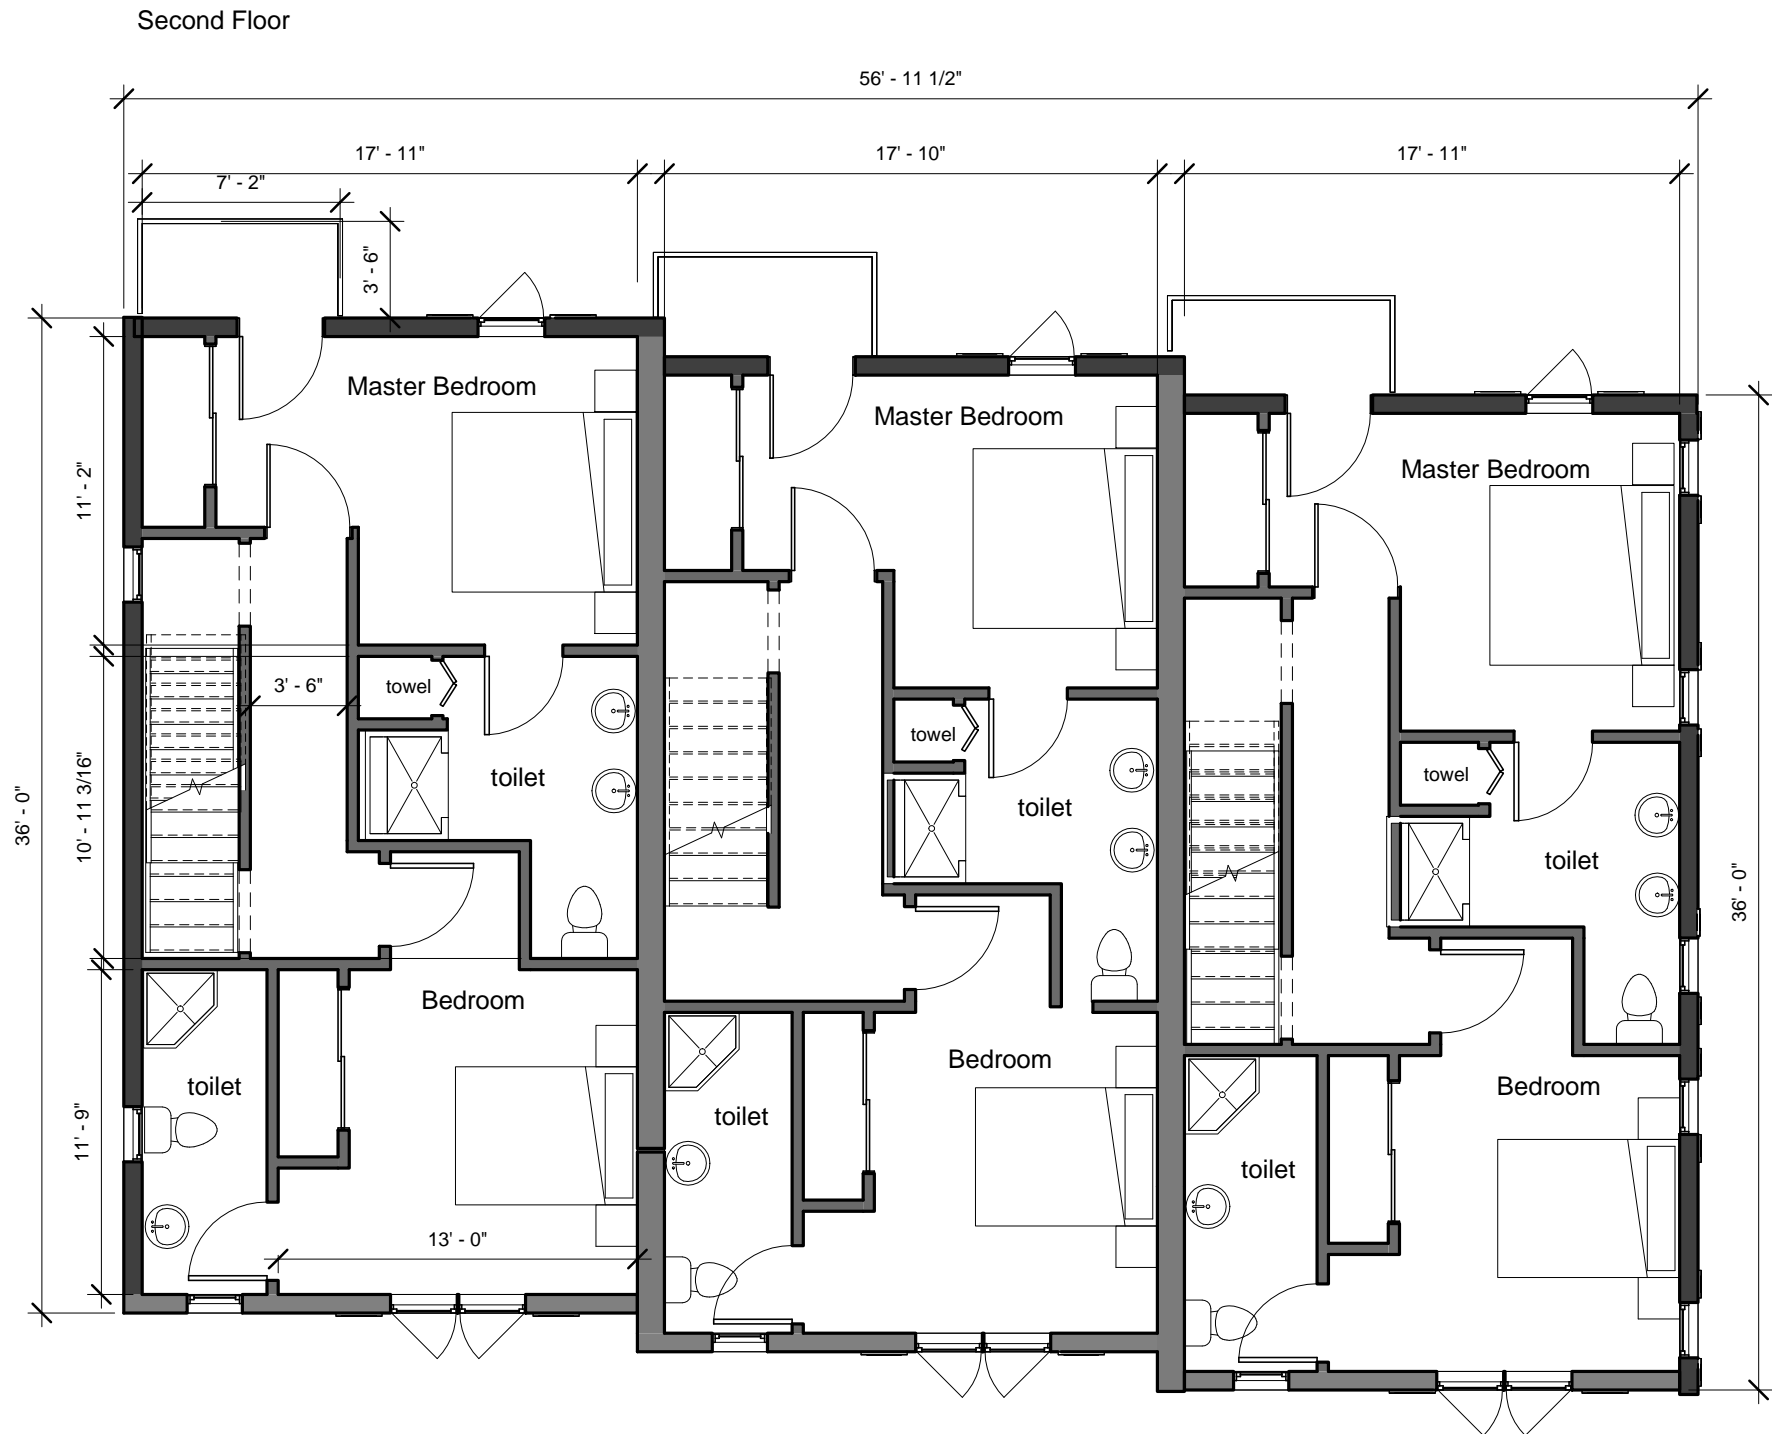 Second Floor
56' - 11 1/2"
17' - 11"
17' - 10"
17' - 11"
7' - 2"
3' - 6"
Master Bedroom
Master Bedroom
Master Bedroom
11' - 2"
3' - 6"
towel
towel
towel
toilet
toilet
toilet
10' - 11 3/16"
36' - 0"
36' - 0"
Bedroom
Bedroom
Bedroom
toilet
toilet
toilet
11' - 9"
13' - 0"